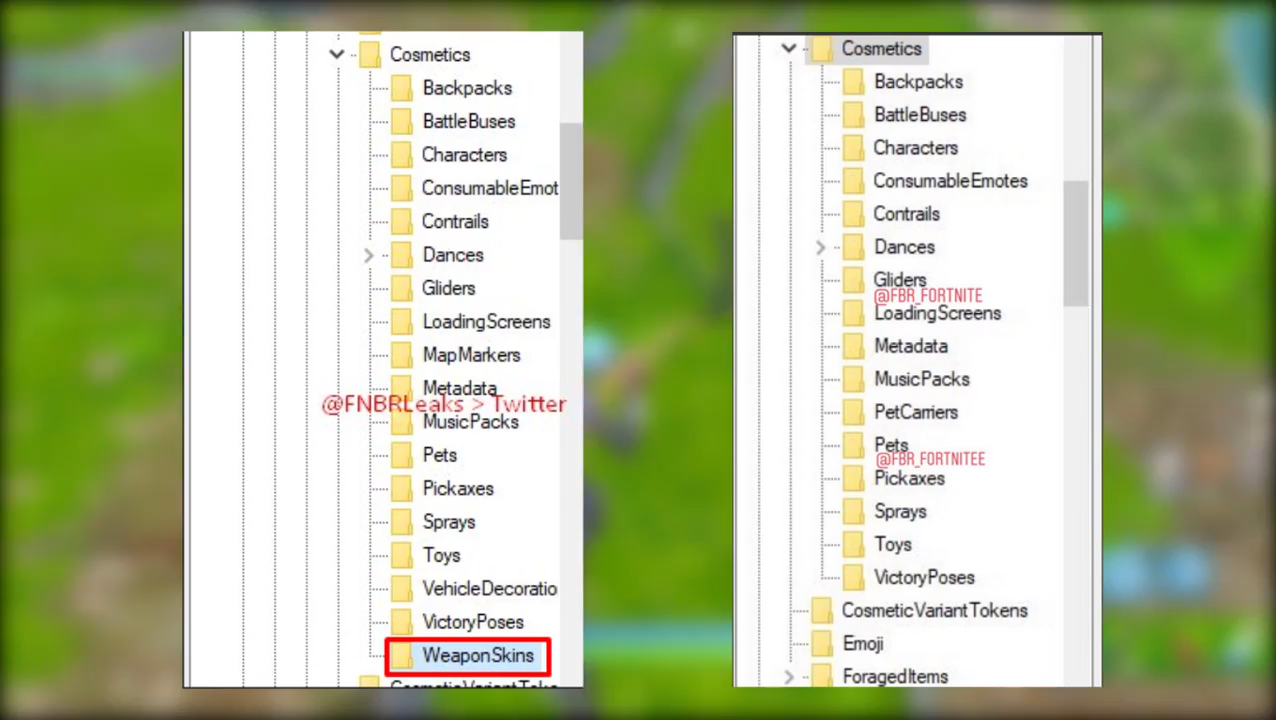 Cosmetics
Backpacks
BattleBuses
Characters
ConsumableEmot
Contrails
Dances
Gliders
LoadingScreens
MapMarkers
Metadata
@FNBRLeaks > Twitter
MusicPacks
Pets
Pickaxes
Sprays
Toys
VehicleDecoratio
VictoryPoses
WeaponSkins
CosmeticVariantToke
Cosmetics
Backpacks
BattleBuses
Characters
ConsumableEmotes
Contrails
Dances
Gliders
@FBR_FORTNITE
LoadingScreens
Metadata
MusicPacks
PetCarriers
Pets
@FBR_FORTNITEE
Pickaxes
Sprays
Toys
VictoryPoses
CosmeticVariantTokens
Emoji
ForagedItems